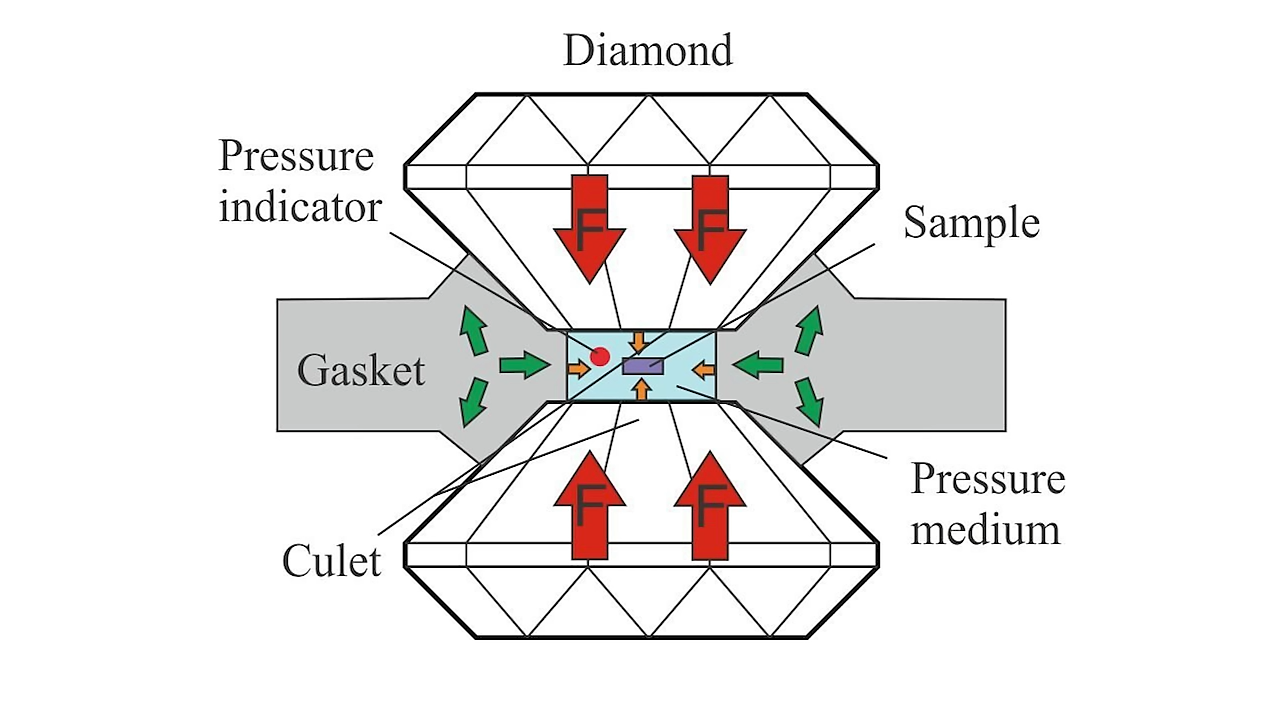 Diamond
Pressure
indicator
Sample
F F
Gasket
F F
Pressure
medium
Culet